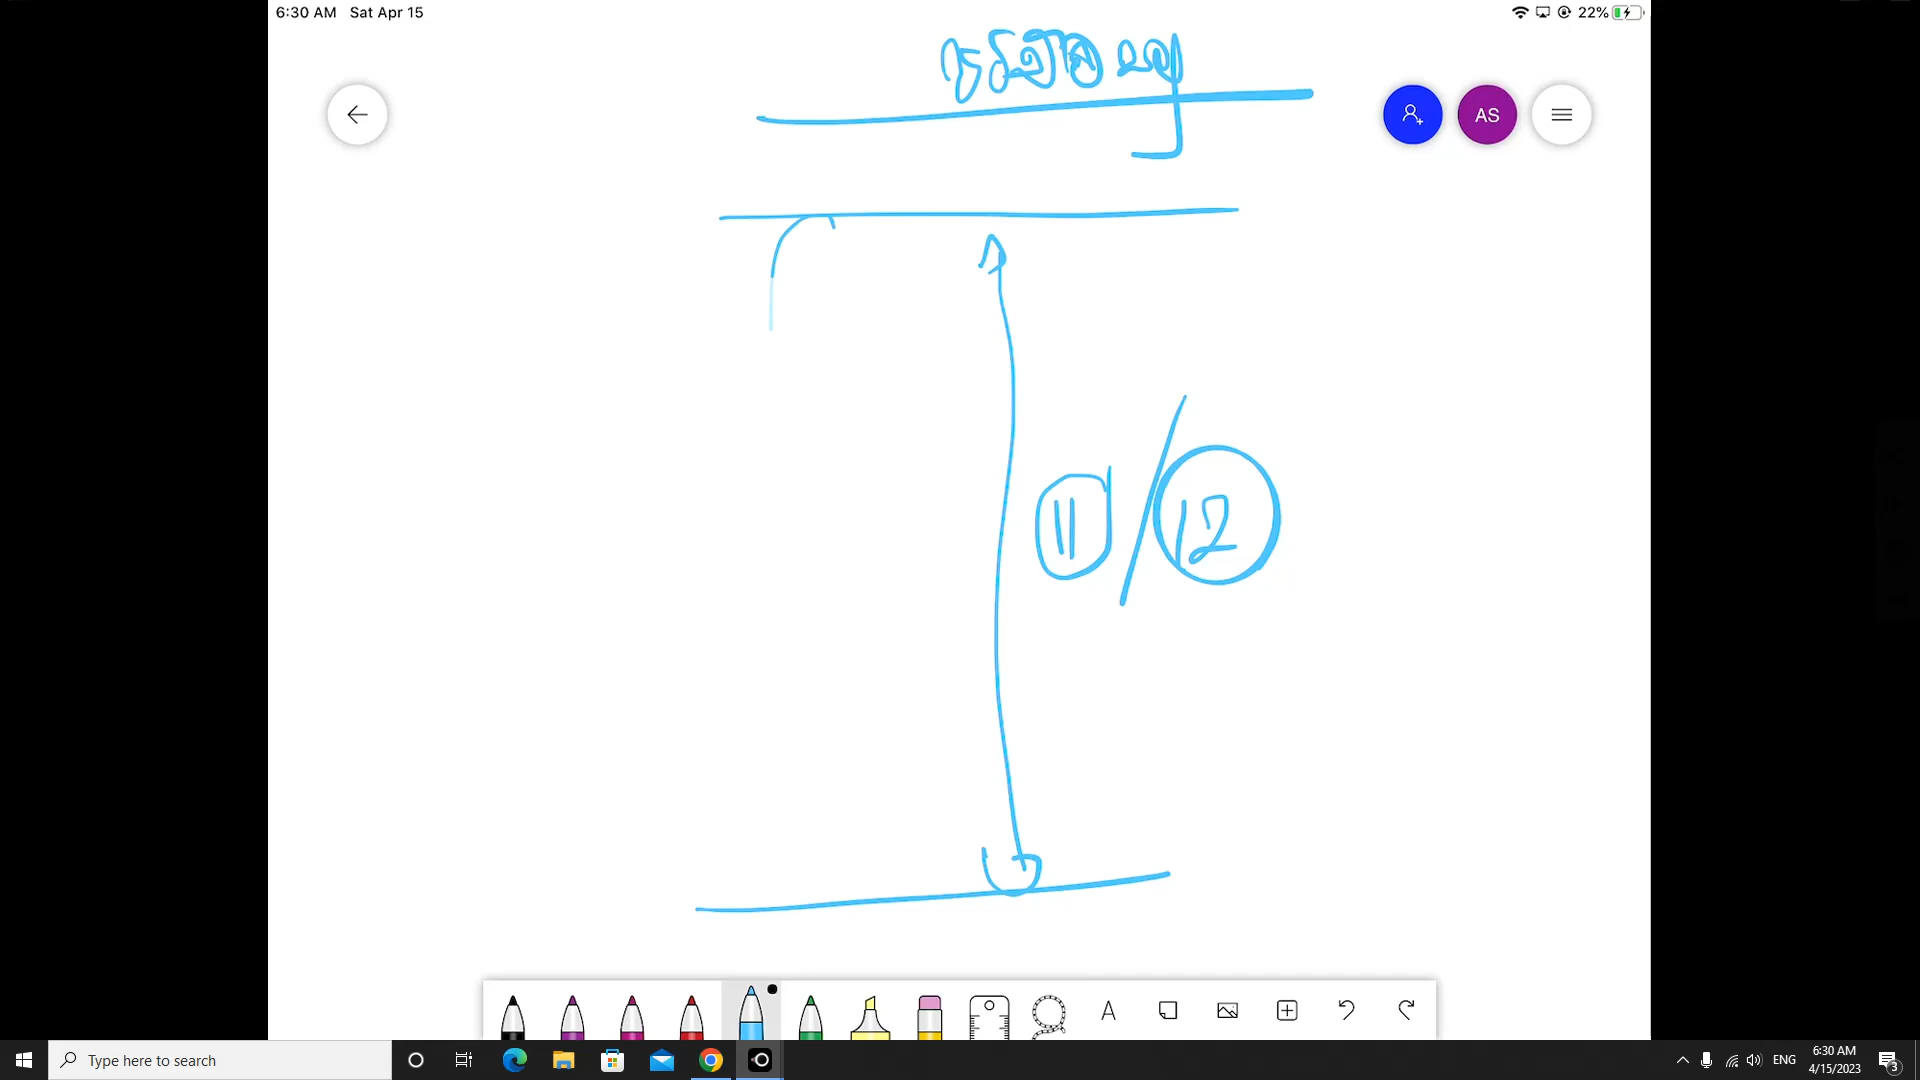 6:30 AM Sat Apr 15
22%
AS
11 / 12
A
Type here to search
ENG
6:30 AM
4/15/2023
3